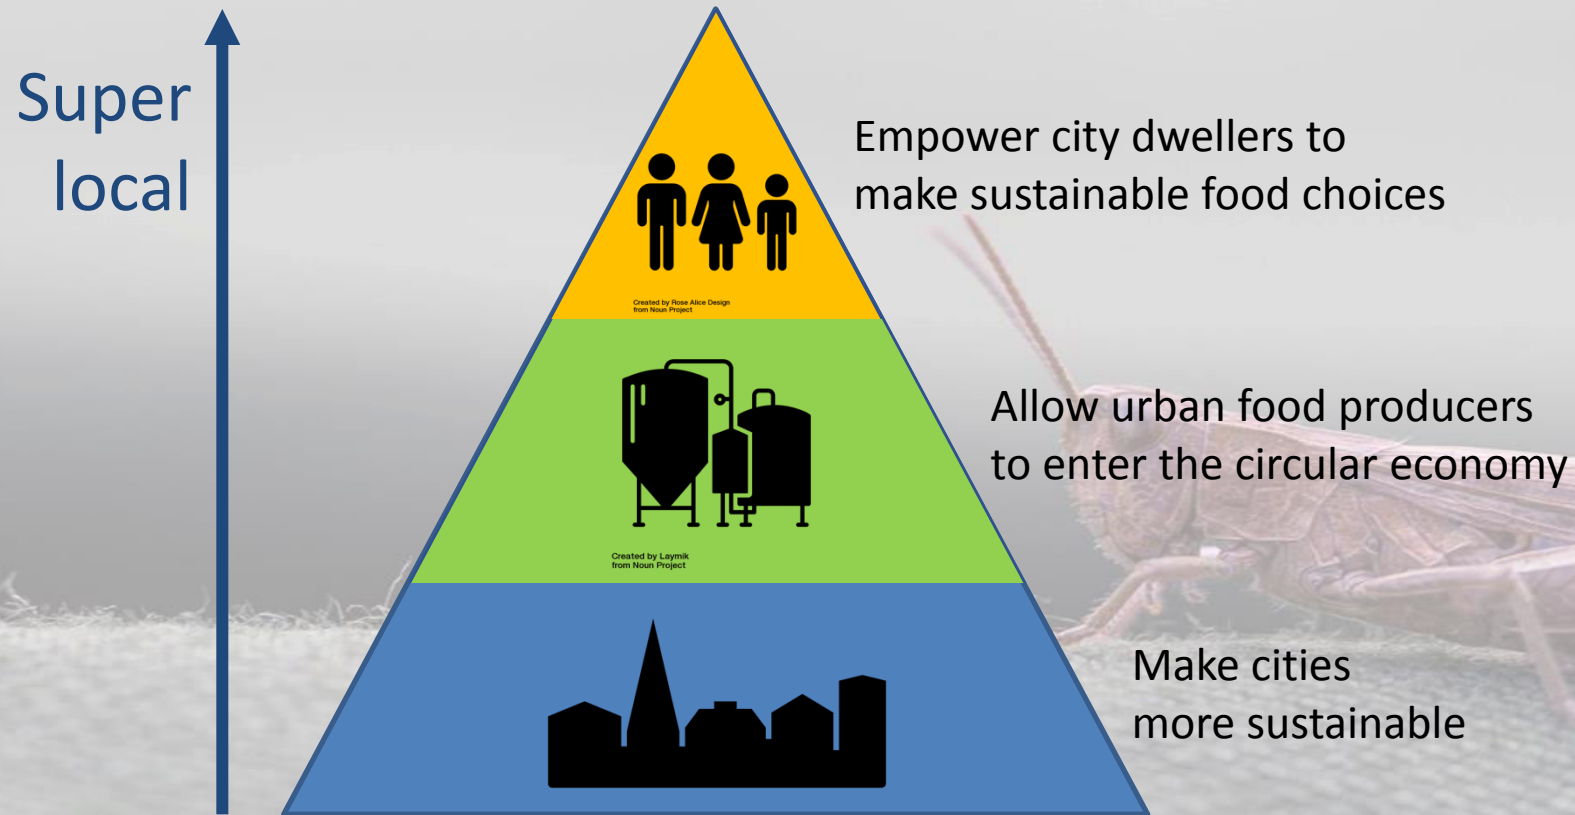 Super
local
Empower city dwellers to
make sustainable food choices
Created by Rose Alice Design
from Noun Project
Allow urban food producers
to enter the circular economy
Created by Laymik
from Noun Project
Make cities
more sustainable